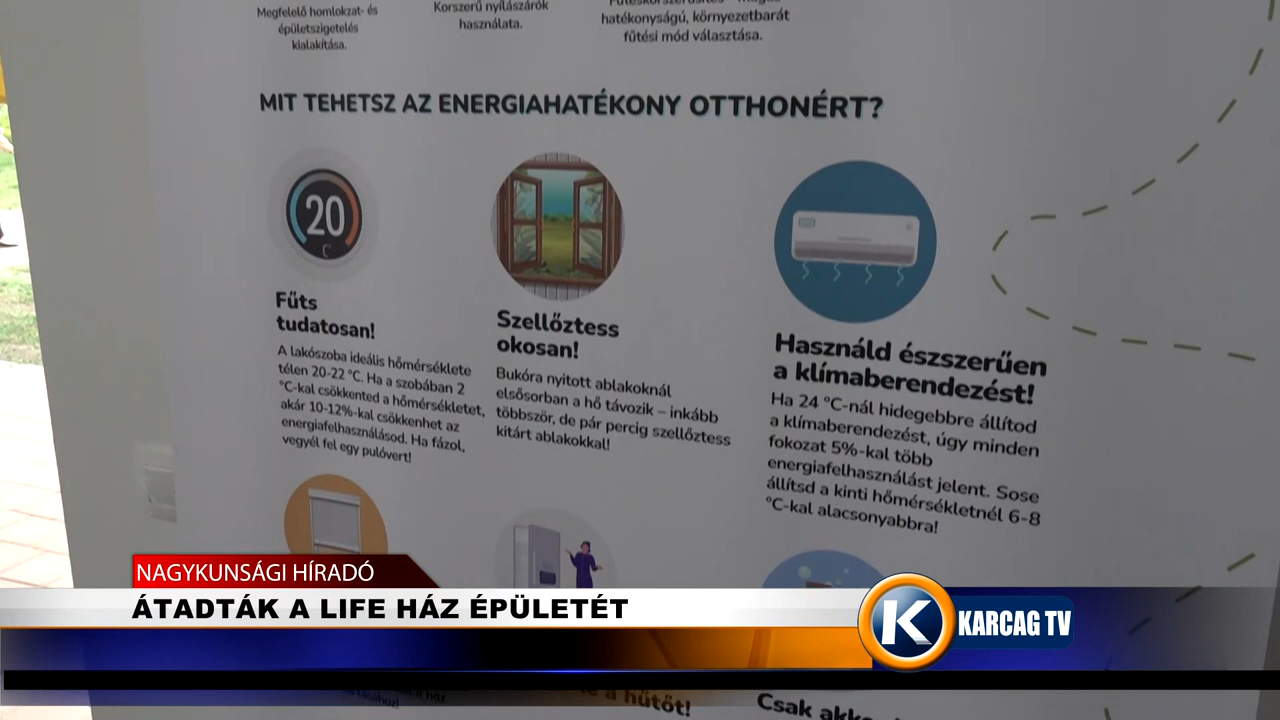 Megfelelő homlokzat- és
épületszigetelés
kialakítása.
Korszerű nyílászárók
használata.
hatékonyságú, környezetbarát
fűtési mód választása.
MIT TEHETSZ AZ ENERGIAHATÉKONY OTTHONÉRT?
20
C°
Fűts
tudatosan!
A lakószoba ideális hőmérséklete
télen 20-22 °C. Ha a szobában 2
°C-kal csökkented a hőmérsékletet,
akár 10-12%-kal csökkenhet az
energiafelhasználásod. Ha fázol,
vegyél fel egy pulóvert!
Szellőztess
okosan!
Bukóra nyitott ablakoknál
elsősorban a hő távozik – inkább
többször, de pár percig szellőztess
kitárt ablakokkal!
Használd észszerűen
a klímaberendezést!
Ha 24 °C-nál hidegebbre állítod
a klímaberendezést, úgy minden
fokozat 5%-kal több
energiafelhasználást jelent. Sose
állítsd a kinti hőmérsékletnél 6-8
°C-kal alacsonyabbra!
NAGYKUNSÁGI HÍRADÓ
ÁTADTÁK A LIFE HÁZ ÉPÜLETÉT
K KARCAG TV
a hűtőt!
Csak